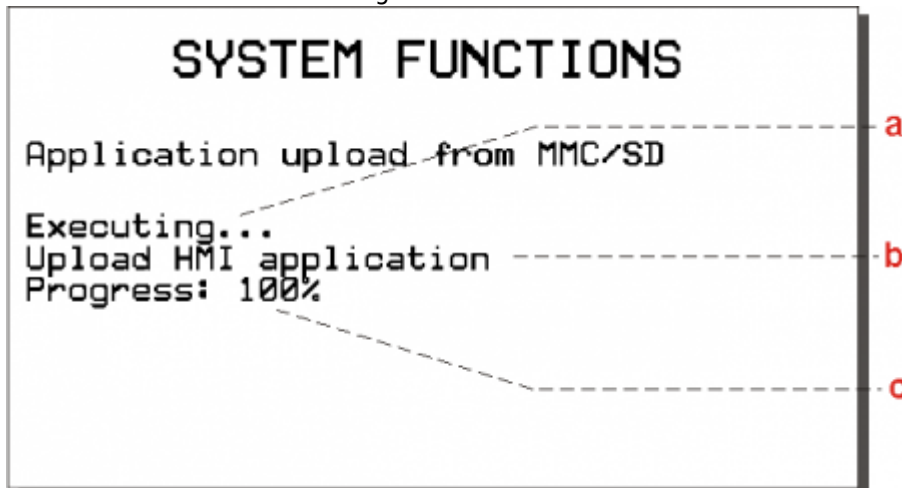 SYSTEM FUNCTIONS
a
Application upload from MMC/SD
Executing...
Upload HMI application
b
Progress: 100%
c